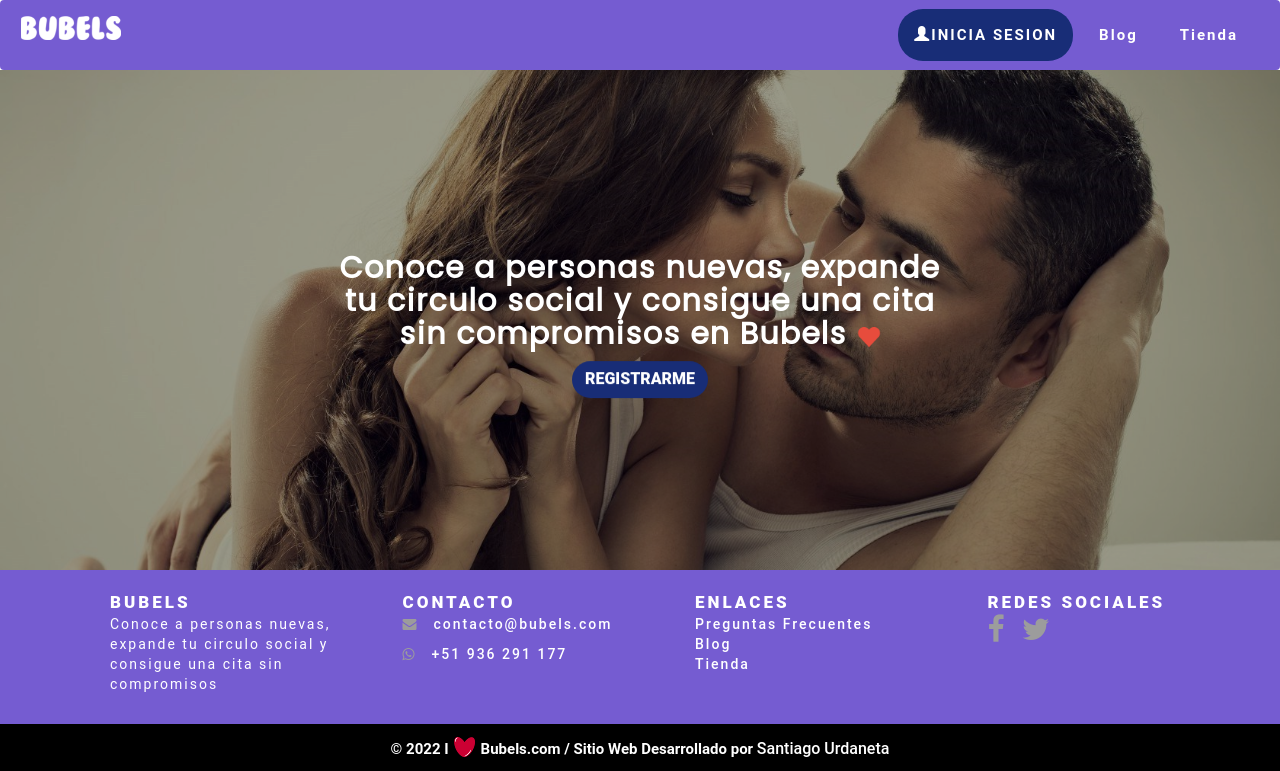 BUBELS
INICIA SESION
Blog
Tienda
Conoce a personas nuevas, expande
tu circulo social y consigue una cita
sin compromisos en Bubels
REGISTRARME
BUBELS
Conoce a personas nuevas,
expande tu circulo social y
consigue una cita sin
compromisos
CONTACTO
contacto@bubels.com
+51 936 291 177
ENLACES
Preguntas Frecuentes
Blog
Tienda
REDES SOCIALES
© 2022 I Bubels.com / Sitio Web Desarrollado por Santiago Urdaneta